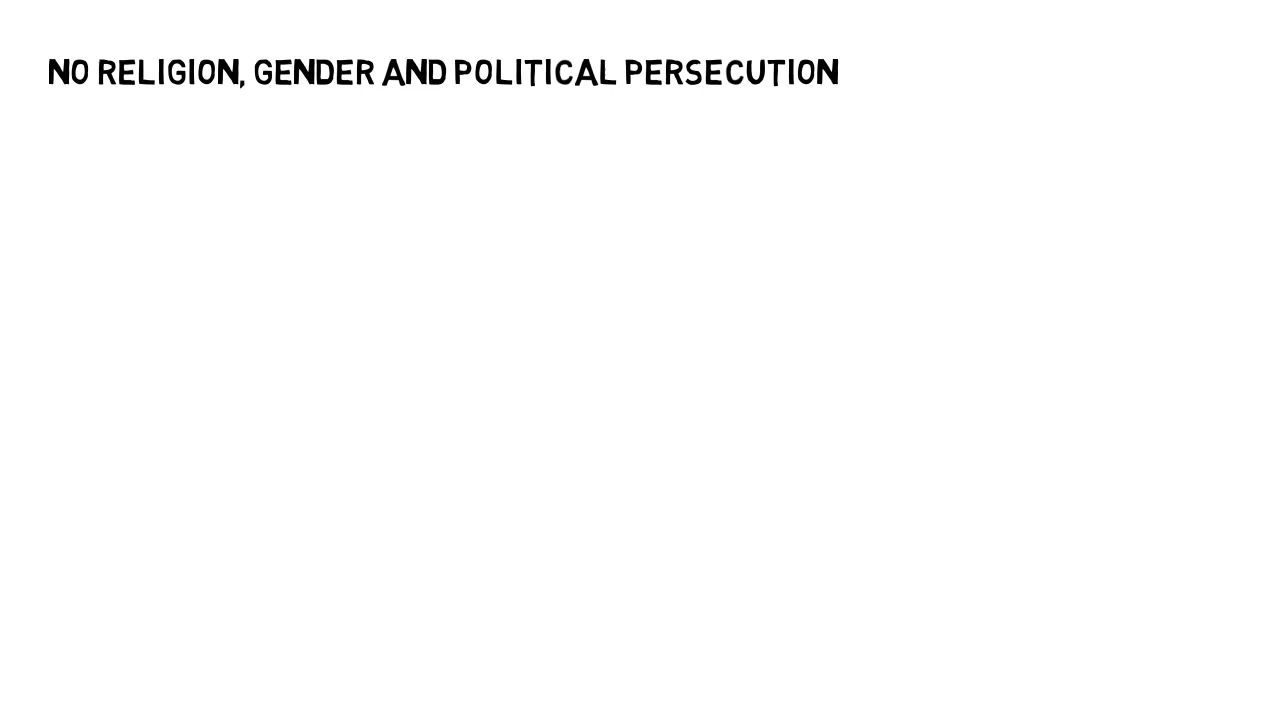 NO RELIGION, GENDER AND POLITICAL PERSECUTION